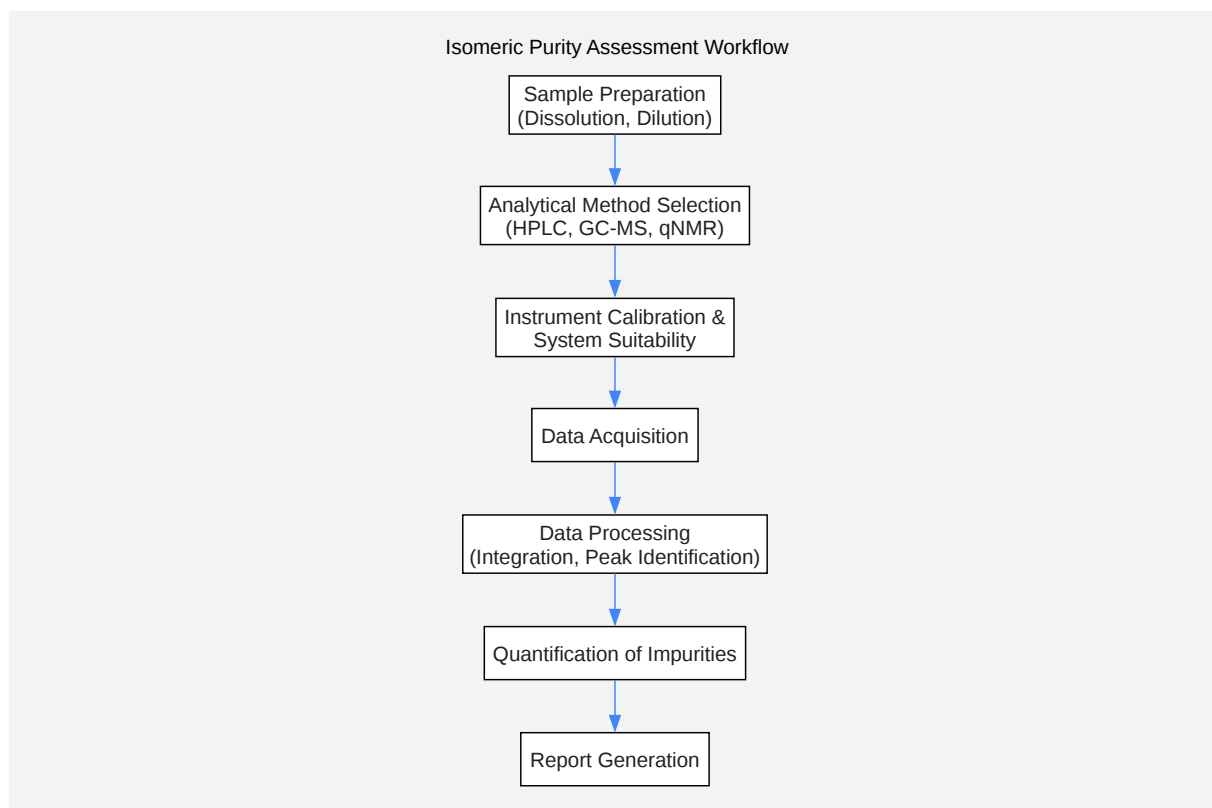 Isomeric Purity Assessment Workflow
Sample Preparation
(Dissolution, Dilution)
Analytical Method Selection
(HPLC, GC-MS, qNMR)
Instrument Calibration &
System Suitability
Data Acquisition
Data Processing
(Integration, Peak Identification)
Quantification of Impurities
Report Generation